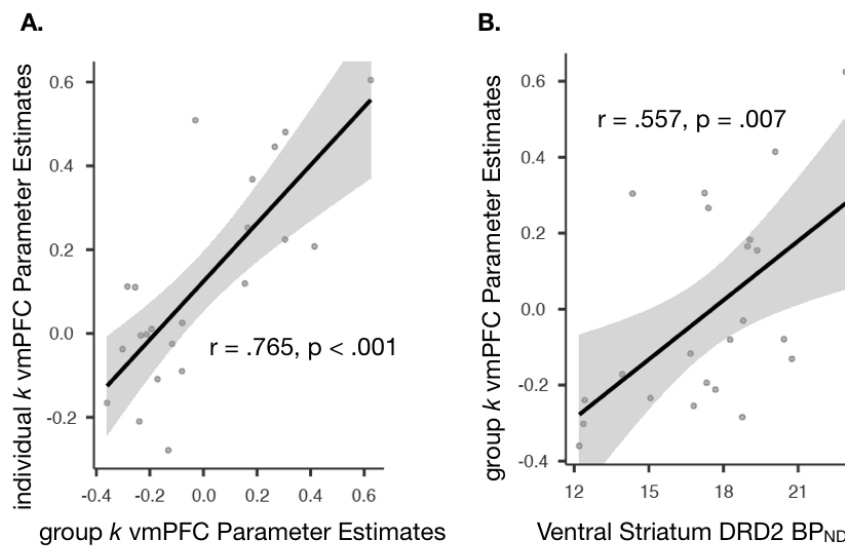 A.
individual k vmPFC Parameter Estimates
0.6
0.4
0.2
0.0
-0.2
r = .765, p < .001
-0.4 -0.2 0.0 0.2 0.4 0.6
group k vmPFC Parameter Estimates
B.
group k vmPFC Parameter Estimates
0.6
0.4
0.2
0.0
-0.2
-0.4
r = .557, p = .007
12 15 18 21
Ventral Striatum DRD2 BPND